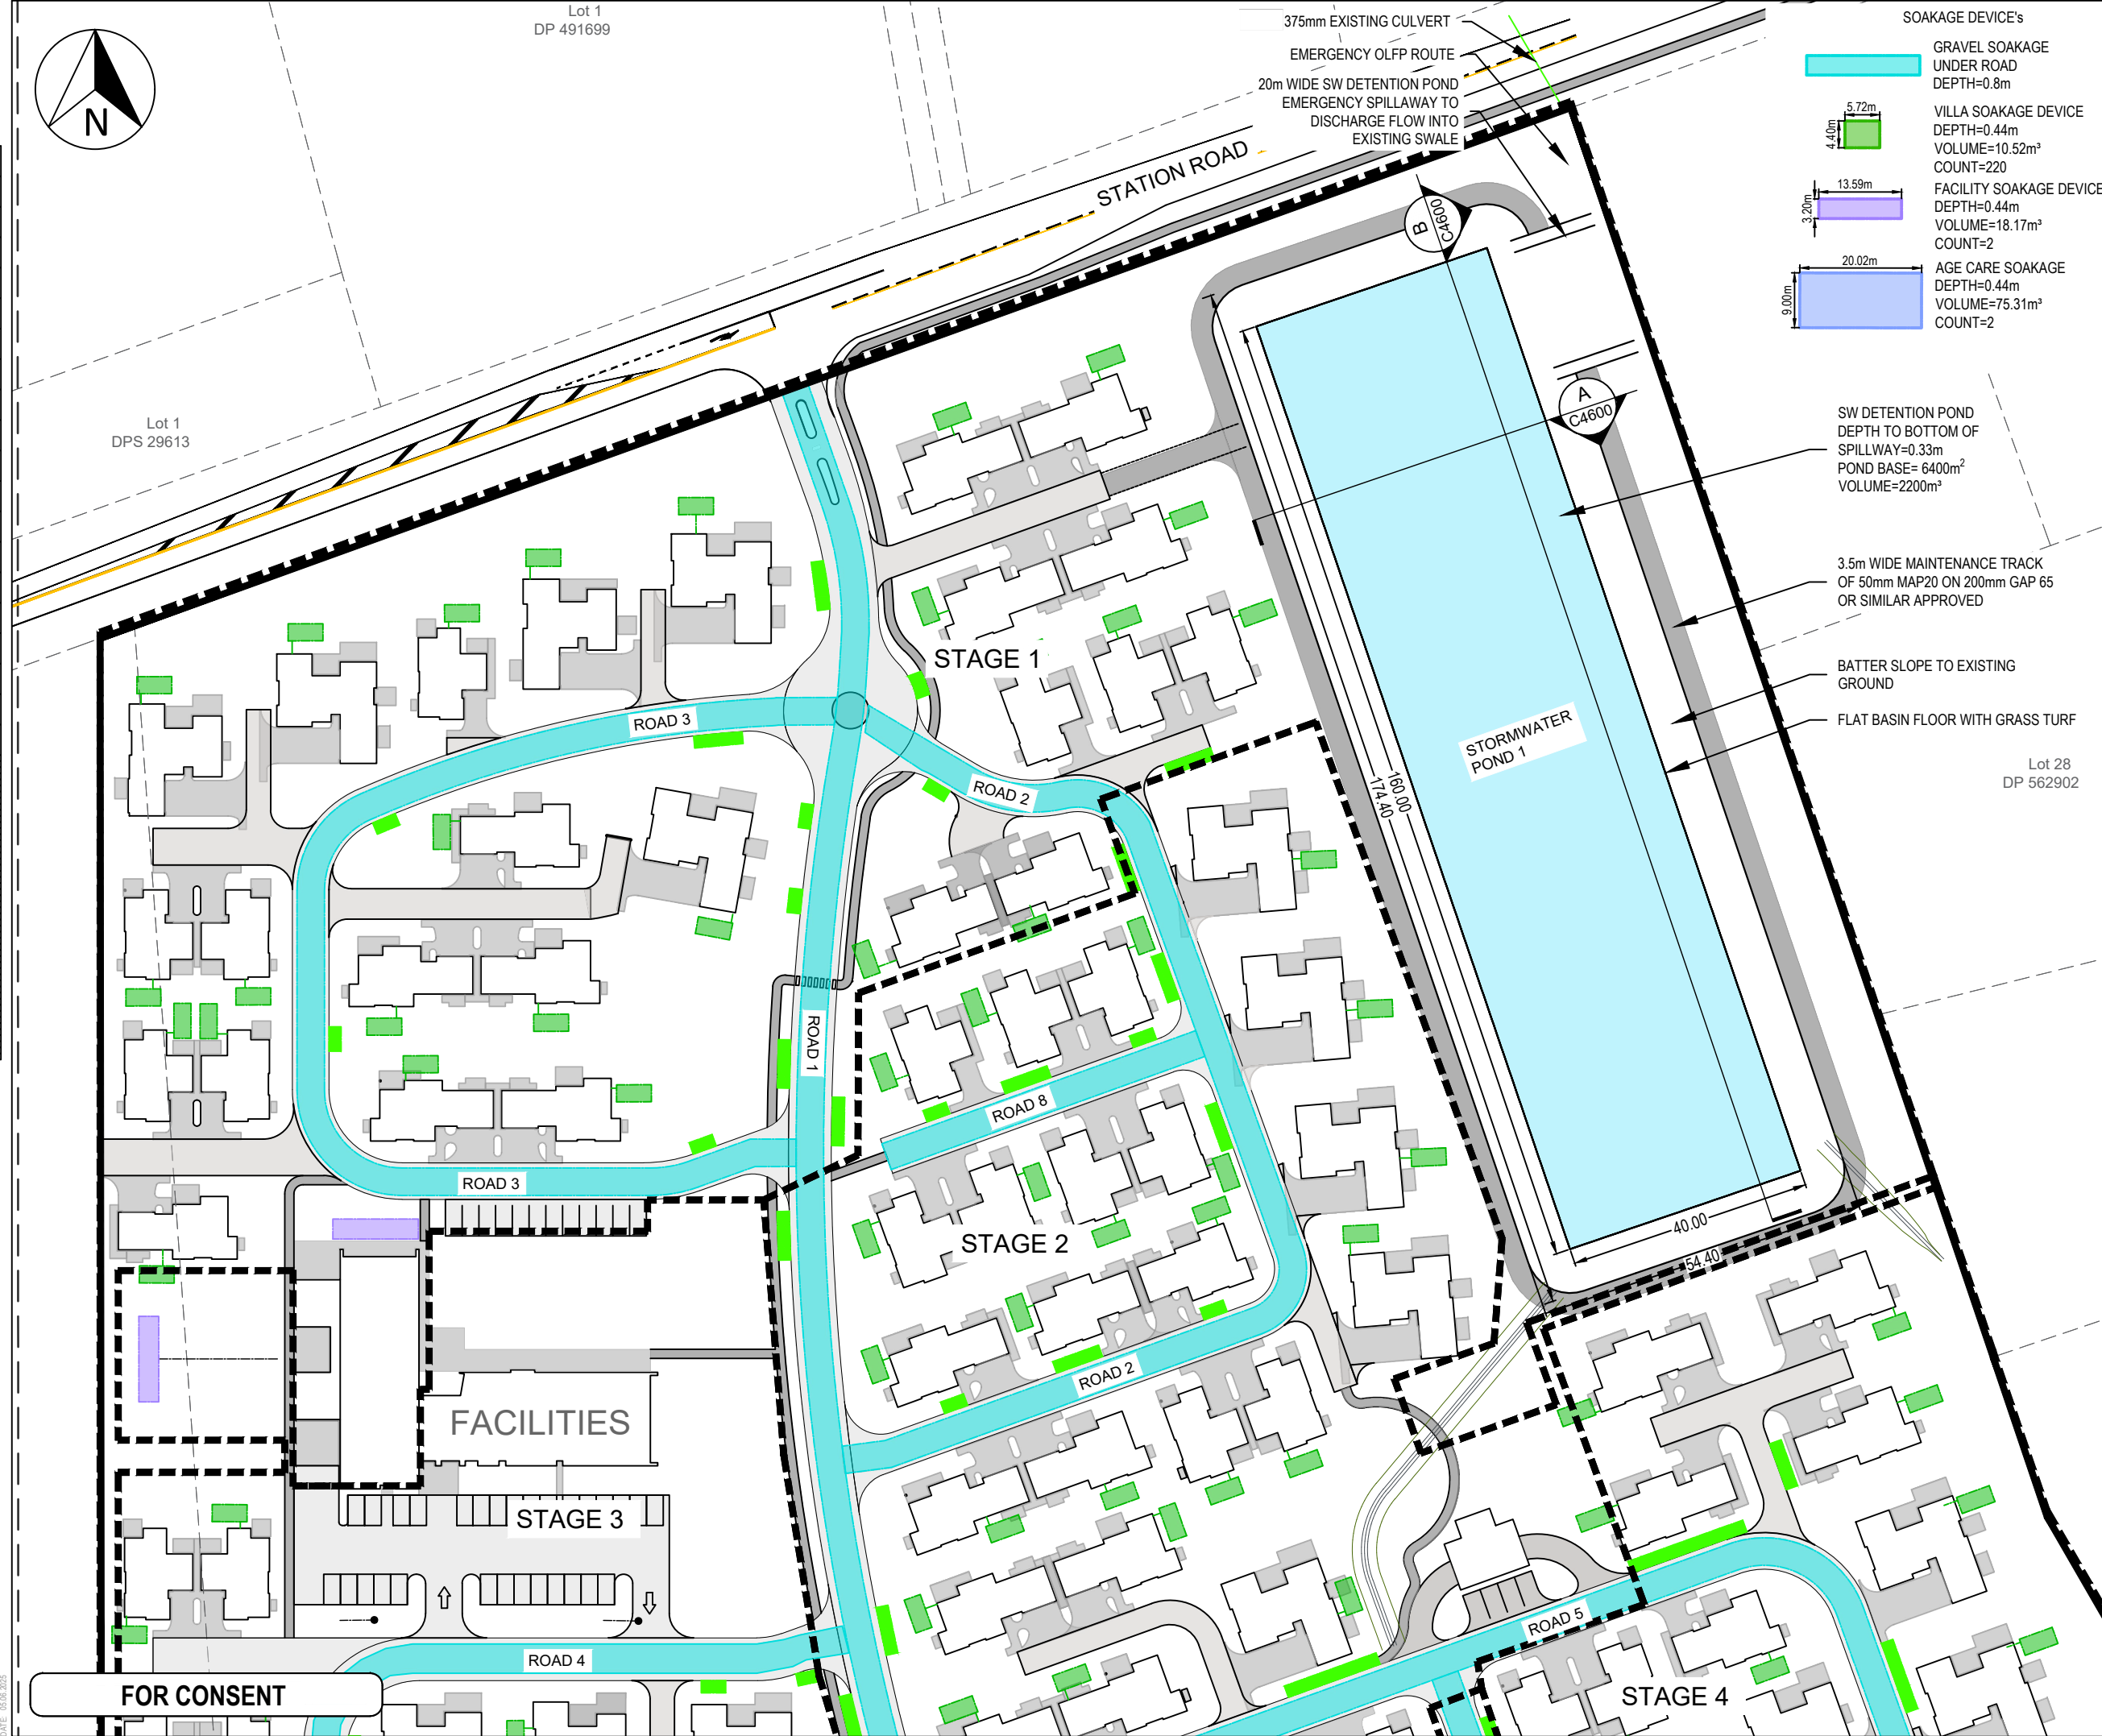 Lot 1
DP 491699
375mm EXISTING CULVERT
EMERGENCY OLFP ROUTE
20m WIDE SW DETENTION POND
EMERGENCY SPILLAWAY TO
DISCHARGE FLOW INTO
EXISTING SWALE
SOAKAGE DEVICE's
GRAVEL SOAKAGE
UNDER ROAD
DEPTH=0.8m
5.72m
4.40m
VILLA SOAKAGE DEVICE
DEPTH=0.44m
VOLUME=10.52m³
COUNT=220
13.59m
3.20m
FACILITY SOAKAGE DEVICE
DEPTH=0.44m
VOLUME=18.17m³
COUNT=2
20.02m
9.00m
AGE CARE SOAKAGE
DEPTH=0.44m
VOLUME=75.31m³
COUNT=2
N
STATION ROAD
B
C4600
A
C4600
Lot 1
DPS 29613
SW DETENTION POND
DEPTH TO BOTTOM OF
SPILLWAY=0.33m
POND BASE= 6400m²
VOLUME=2200m³
3.5m WIDE MAINTENANCE TRACK
OF 50mm MAP20 ON 200mm GAP 65
OR SIMILAR APPROVED
BATTER SLOPE TO EXISTING
GROUND
FLAT BASIN FLOOR WITH GRASS TURF
Lot 28
DP 562902
STAGE 1
ROAD 3
ROAD 2
STORMWATER
POND 1
160.00
174.40
ROAD 1
ROAD 8
ROAD 3
STAGE 2
40.00
54.40
ROAD 2
FACILITIES
STAGE 3
ROAD 5
ROAD 4
STAGE 4
FOR CONSENT